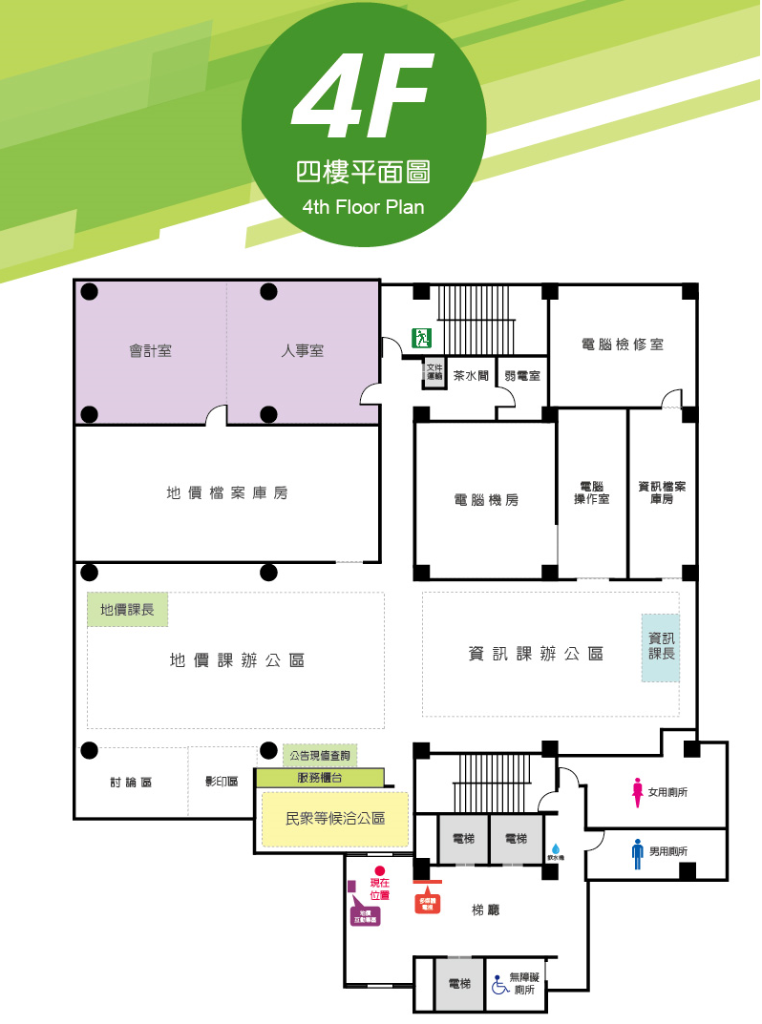 4F
四樓平面圖
4th Floor Plan
會計室
人事室
電腦檢修室
文件
運輸
茶水間
弱電室
地價檔案庫房
電腦機房
電腦
操作室
資訊檔案
庫房
地價課長
地價課辦公區
資訊課辦公區
資訊
課長
公告現值查詢
討論區
影印區
服務櫃台
民眾等候洽公區
女用廁所
電梯
電梯
飲水機
男用廁所
現在
位置
多媒體
電視
地價
互動專區
梯廳
電梯
無障礙
廁所